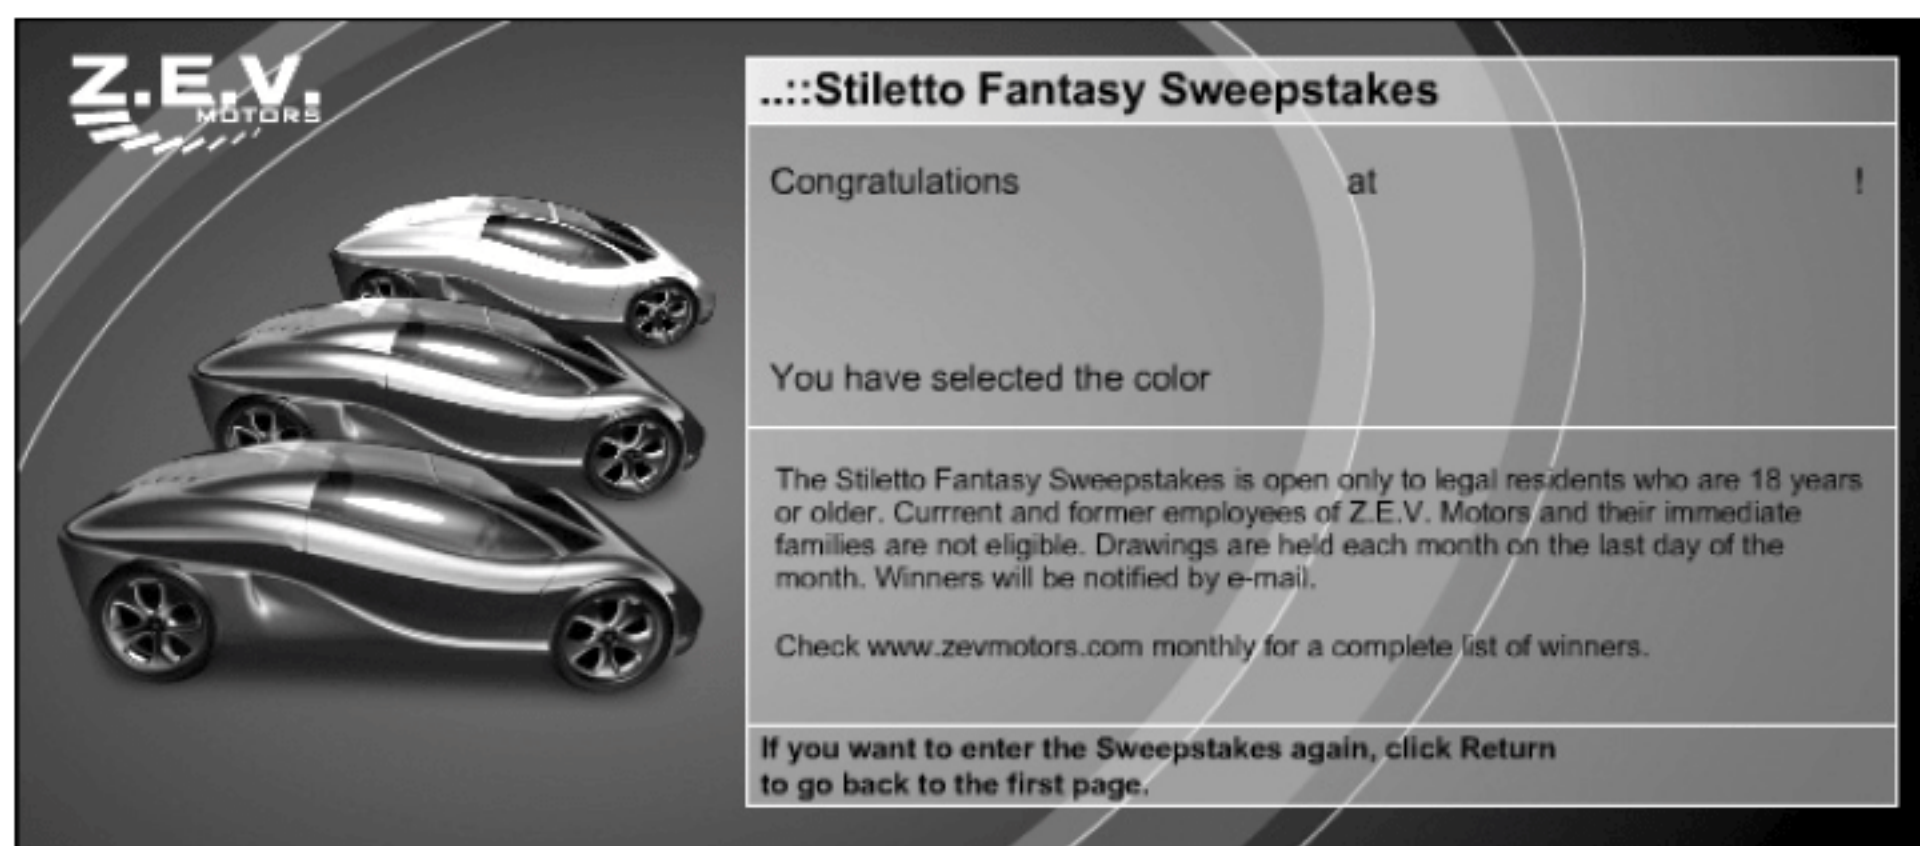 Z.E.V.
MOTORS
..::Stiletto Fantasy Sweepstakes
Congratulations at !
You have selected the color
The Stiletto Fantasy Sweepstakes is open only to legal residents who are 18 years
or older. Currrent and former employees of Z.E.V. Motors and their immediate
families are not eligible. Drawings are held each month on the last day of the
month. Winners will be notified by e-mail.
Check www.zevmotors.com monthly for a complete list of winners.
If you want to enter the Sweepstakes again, click Return
to go back to the first page.